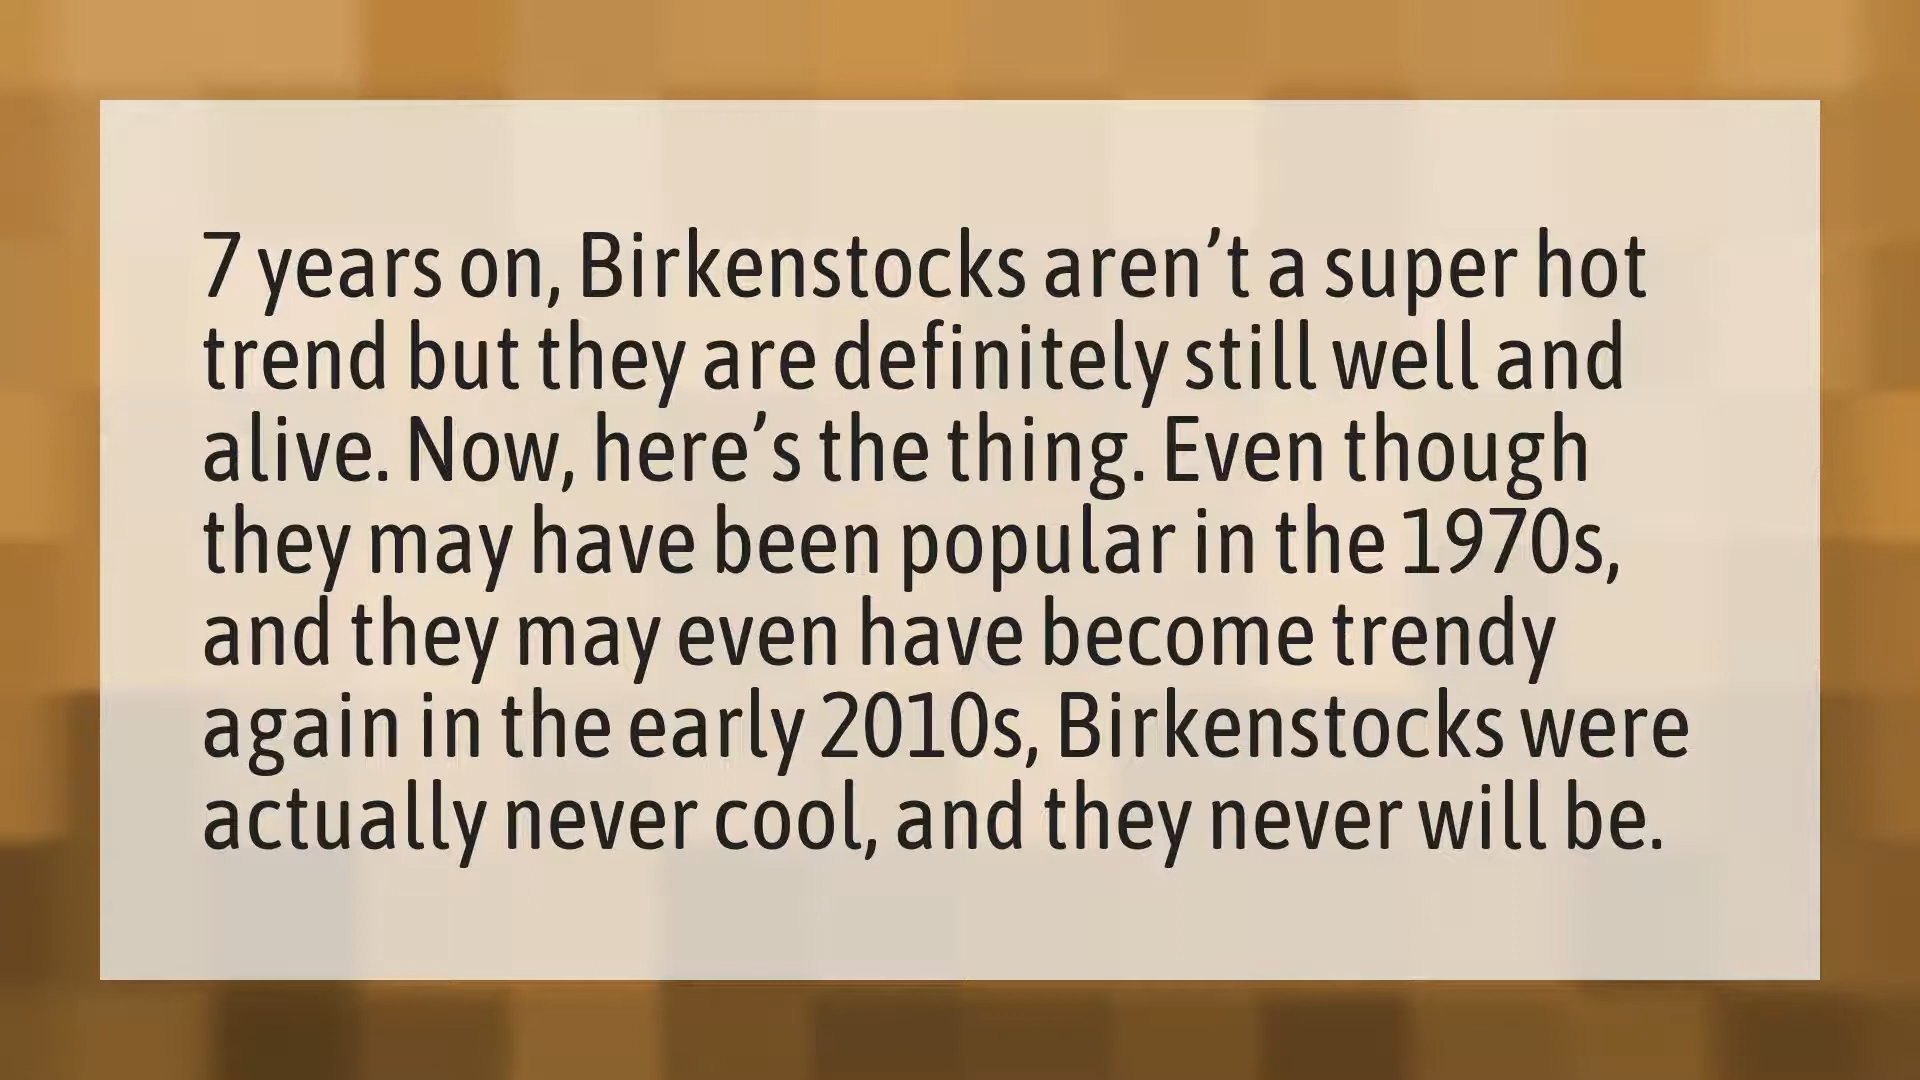 7 years on, Birkenstocks aren’t a super hot
trend but they are definitely still well and
alive. Now, here’s the thing. Even though
they may have been popular in the 1970s,
and they may even have become trendy
again in the early 2010s, Birkenstocks were
actually never cool, and they never will be.